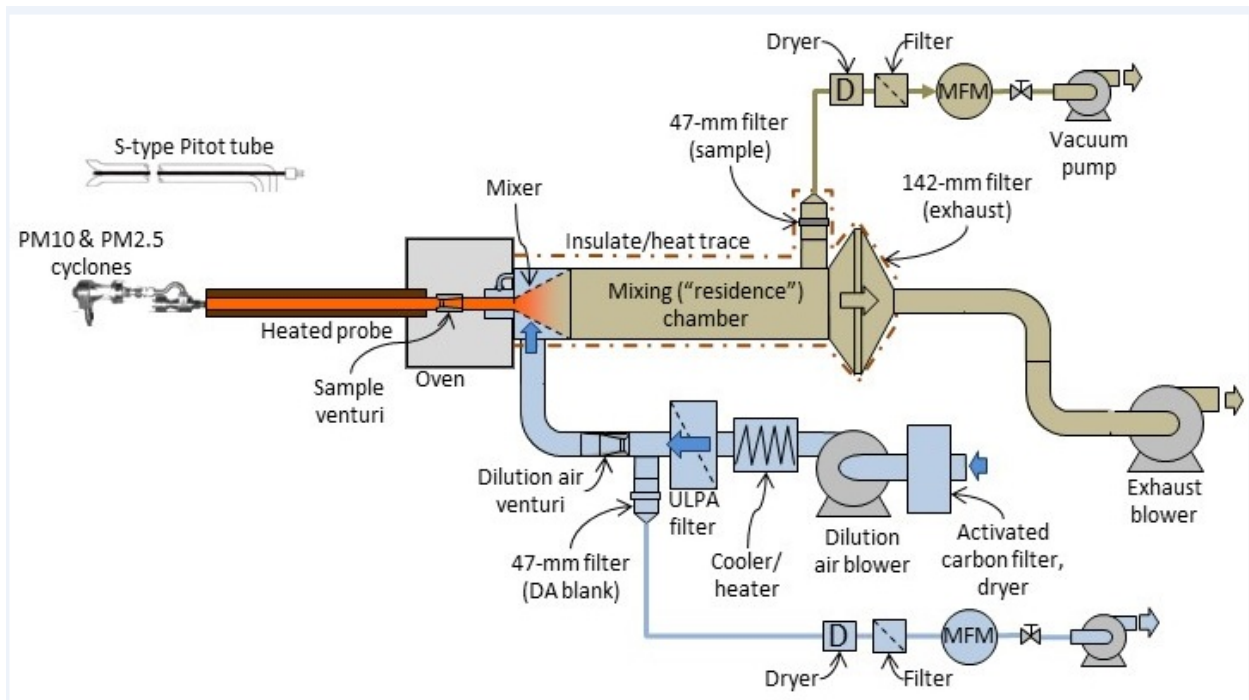 Dryer
Filter
D
MFM
Vacuum
pump
47-mm filter
(sample)
142-mm filter
(exhaust)
S-type Pitot tube
Mixer
PM10 & PM2.5
cyclones
Insulate/heat trace
Mixing (“residence”)
chamber
Heated probe
Sample
venturi
Oven
Dilution air
venturi
ULPA
filter
47-mm filter
(DA blank)
Cooler/
heater
Dilution
air blower
Activated
carbon filter,
dryer
Exhaust
blower
D
MFM
Dryer
Filter